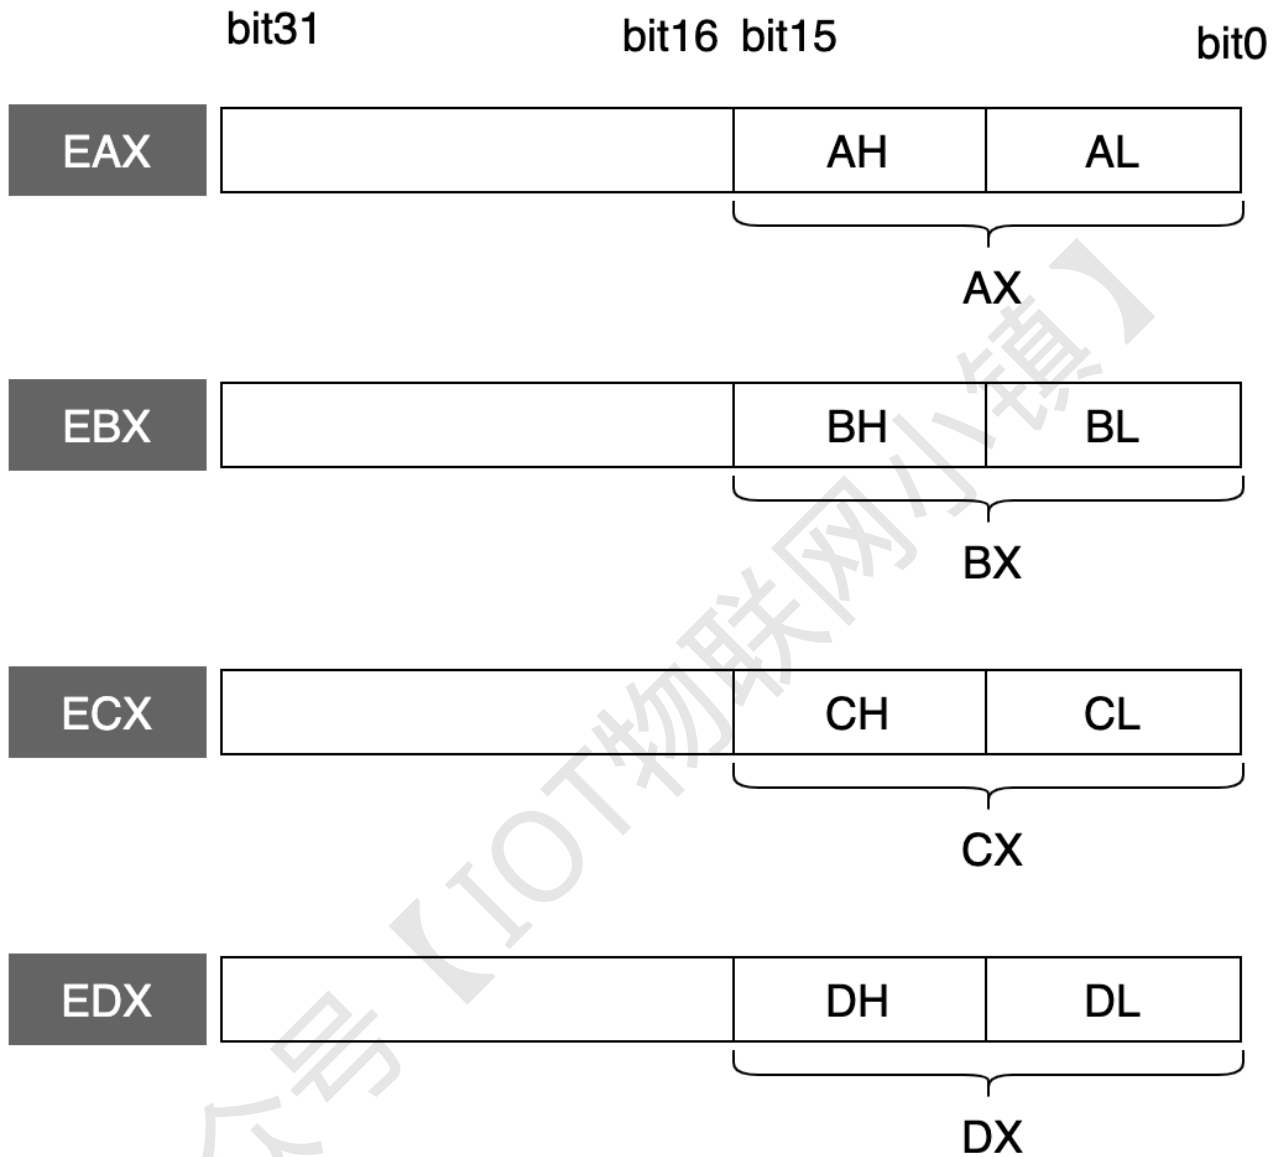 bit31 bit16 bit15 bit0
EAX AH AL
AX
EBX BH BL
BX
ECX CH CL
CX
EDX DH DL
DX
众号【IOT物联网小镇】